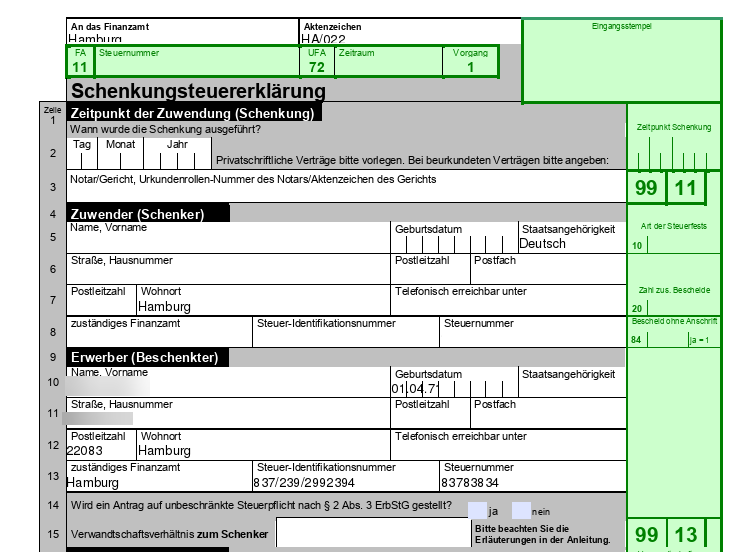 An das Finanzamt Aktenzeichen Eingangsstempel
Hamburg HA/022
FA Steuernummer UFA Zeitraum Vorgang
11 72 1
Schenkungsteuererklärung
Zeile
1 Zeitpunkt der Zuwendung (Schenkung)
Wann wurde die Schenkung ausgeführt? Zeitpunkt Schenkung
Tag Monat Jahr
2 Privatschriftliche Verträge bitte vorlegen. Bei beurkundeten Verträgen bitte angeben:
3 Notar/Gericht, Urkundenrollen-Nummer des Notars/Aktenzeichen des Gerichts 99 11
4 Zuwender (Schenker)
5 Name, Vorname Geburtsdatum Staatsangehörigkeit Art der Steuerfests
Deutsch 10
6 Straße, Hausnummer Postleitzahl Postfach
7 Postleitzahl Wohnort Telefonisch erreichbar unter Zahl zus. Bescheide
Hamburg 20
8 zuständiges Finanzamt Steuer-Identifikationsnummer Steuernummer Bescheid ohne Anschrift
84 ja = 1
9 Erwerber (Beschenkter)
10 Name, Vorname Geburtsdatum Staatsangehörigkeit
01.04.71
11 Straße, Hausnummer Postleitzahl Postfach
12 Postleitzahl Wohnort Telefonisch erreichbar unter
22083 Hamburg
13 zuständiges Finanzamt Steuer-Identifikationsnummer Steuernummer
Hamburg 837/239/2992394 83783834
14 Wird ein Antrag auf unbeschränkte Steuerpflicht nach § 2 Abs. 3 ErbStG gestellt? ja nein
15 Verwandtschaftsverhältnis zum Schenker Bitte beachten Sie die
Erläuterungen in der Anleitung. 99 13